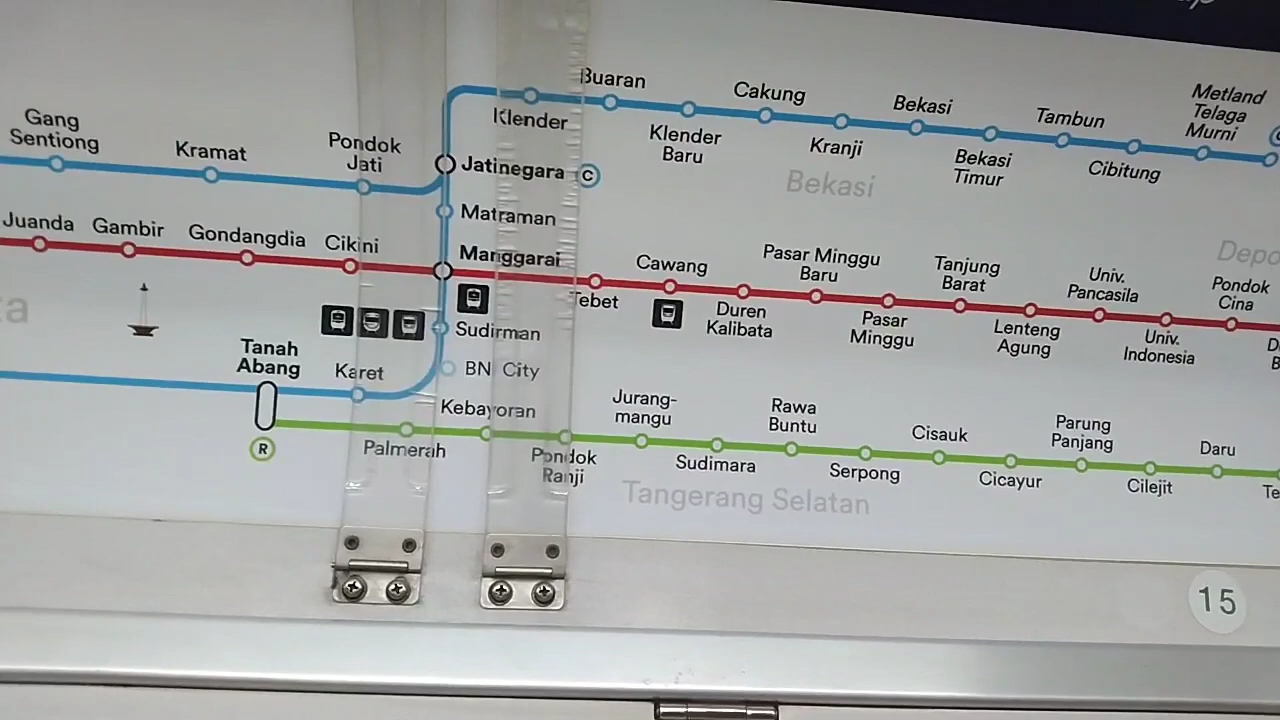 Buaran
Cakung
Bekasi
Tambun
Metland
Telaga
Murni
Gang
Sentiong
Kramat
Pondok
Jati
Klender
Klender
Baru
Kranji
Bekasi
Timur
Cibitung
Jatinegara C
Bekasi
Matraman
Juanda
Gambir
Gondangdia
Cikini
Manggarai
Cawang
Pasar Minggu
Baru
Tanjung
Barat
Univ.
Pancasila
Pondok
Cina
Tebet
Duren
Kalibata
Pasar
Minggu
Lenteng
Agung
Univ.
Indonesia
Sudirman
Tanah
Abang
Karet
BN City
Kebayoran
Jurang-
mangu
Rawa
Buntu
Cisauk
Parung
Panjang
Daru
R
Palmerah
Pondok
Ranji
Sudimara
Serpong
Cicayur
Cilejit
Tangerang Selatan
15